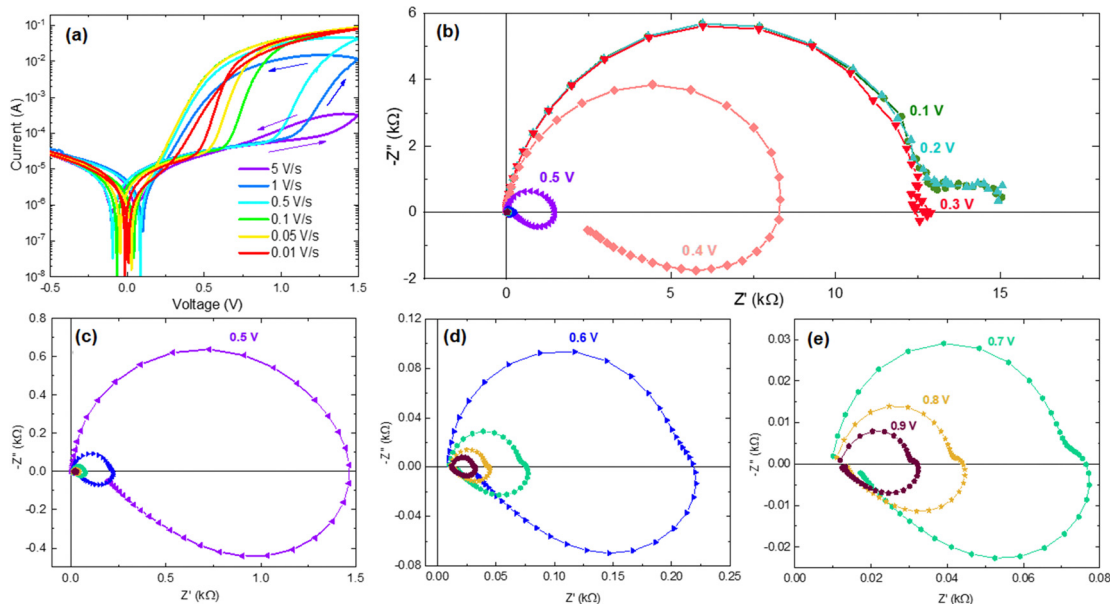 (a)
Current (A)
10⁻¹
10⁻²
10⁻³
10⁻⁴
10⁻⁵
10⁻⁶
10⁻⁷
10⁻⁸
5 V/s
1 V/s
0.5 V/s
0.1 V/s
0.05 V/s
0.01 V/s
-0.5 0.0 0.5 1.0 1.5
Voltage (V)
(b)
-Z'' (kΩ)
6
4
2
0
-2
0.1 V
0.2 V
0.3 V
0.5 V
0.4 V
0 5 10 15
Z' (kΩ)
(c)
0.5 V
-Z'' (kΩ)
0.8
0.6
0.4
0.2
0.0
-0.2
-0.4
0.0 0.5 1.0 1.5
Z' (kΩ)
(d)
0.6 V
-Z'' (kΩ)
0.12
0.08
0.04
0.00
-0.04
-0.08
0.00 0.05 0.10 0.15 0.20 0.25
Z' (kΩ)
(e)
0.7 V
0.8 V
0.9 V
-Z'' (kΩ)
0.03
0.02
0.01
0.00
-0.01
-0.02
0.00 0.02 0.04 0.06 0.08
Z' (kΩ)